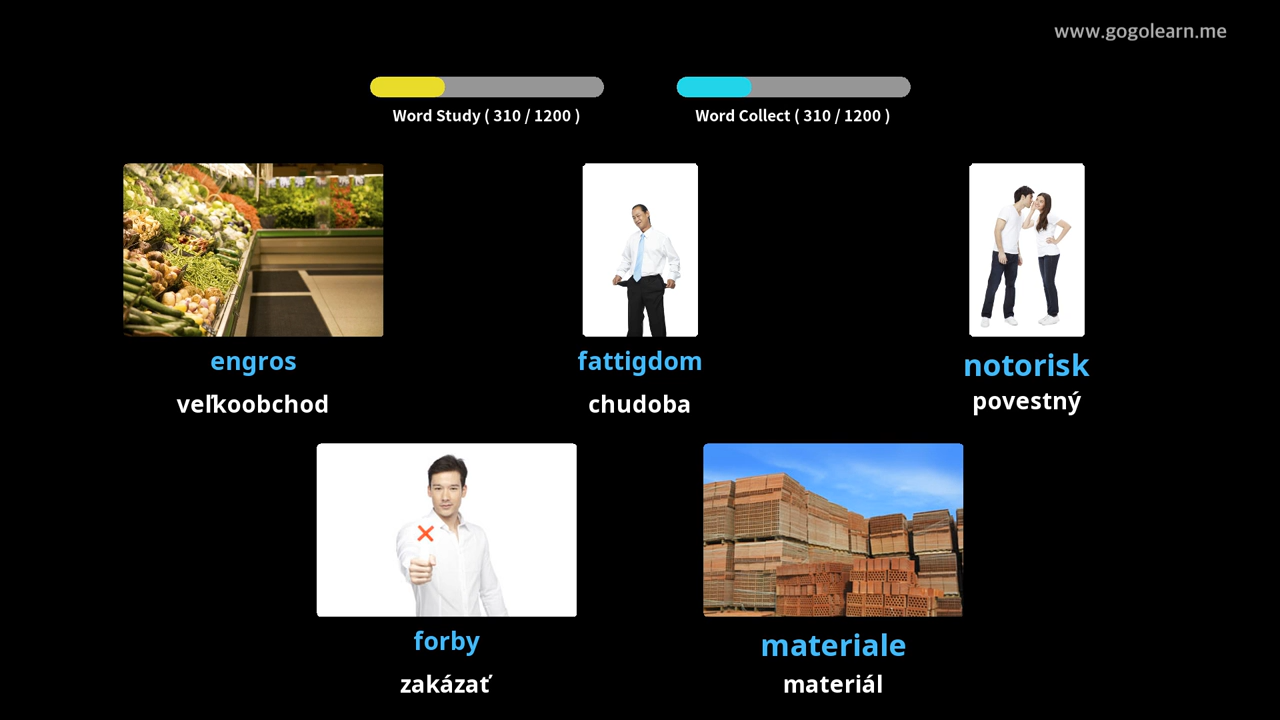 www.gogolearn.me
Word Study ( 310 / 1200 )
Word Collect ( 310 / 1200 )
engros
fattigdom
notorisk
veľkoobchod
chudoba
povestný
forby
materiale
zakázať
materiál